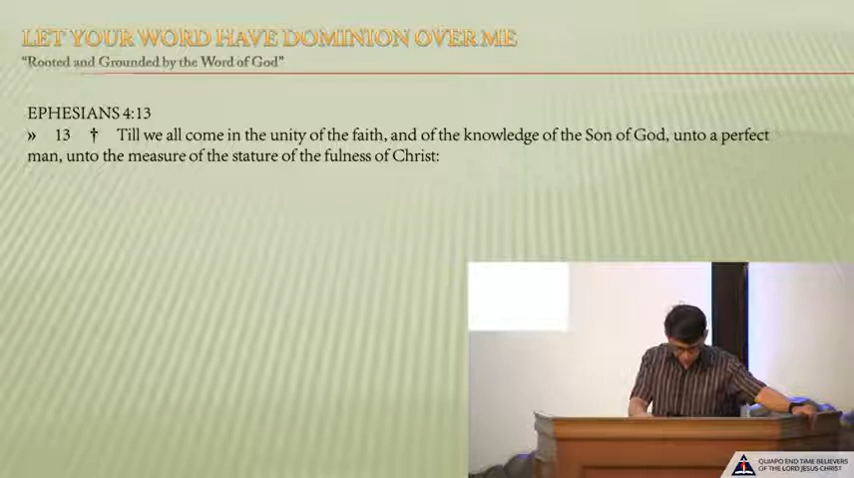 LET YOUR WORD HAVE DOMINION OVER ME
"Rooted and Grounded by the Word of God"
EPHESIANS 4:13
» 13 † Till we all come in the unity of the faith, and of the knowledge of the Son of God, unto a perfect
man, unto the measure of the stature of the fulness of Christ:
QUIAPO END TIME BELIEVERS
OF THE LORD JESUS CHRIST